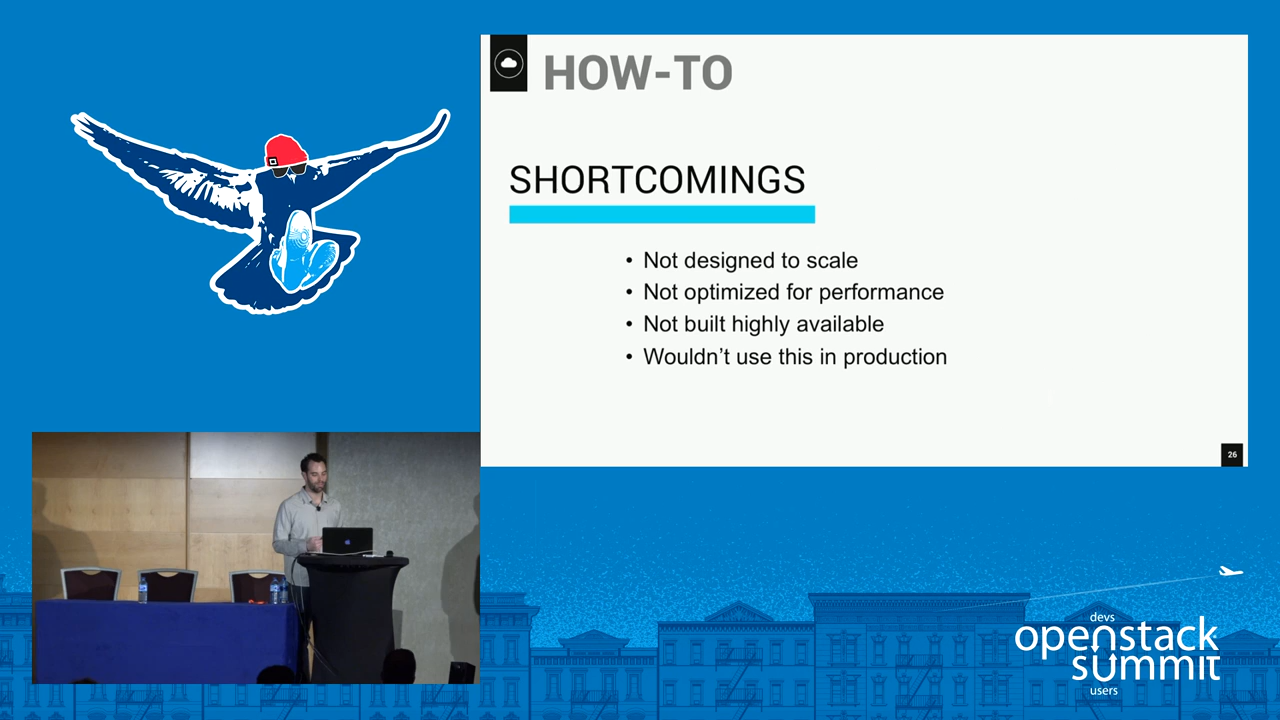 HOW-TO
SHORTCOMINGS
• Not designed to scale
• Not optimized for performance
• Not built highly available
• Wouldn’t use this in production
26
devs
openstack
summit
users